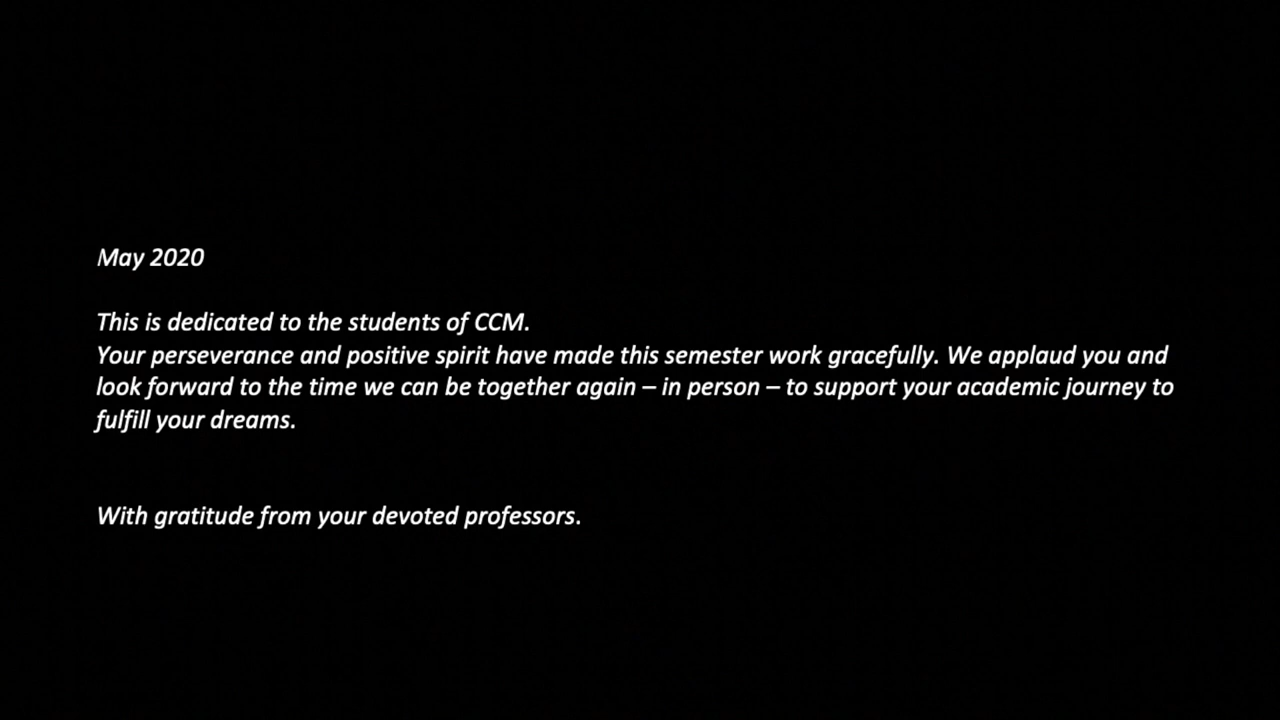 May 2020
This is dedicated to the students of CCM.
Your perseverance and positive spirit have made this semester work gracefully. We applaud you and
look forward to the time we can be together again – in person – to support your academic journey to
fulfill your dreams.
With gratitude from your devoted professors.